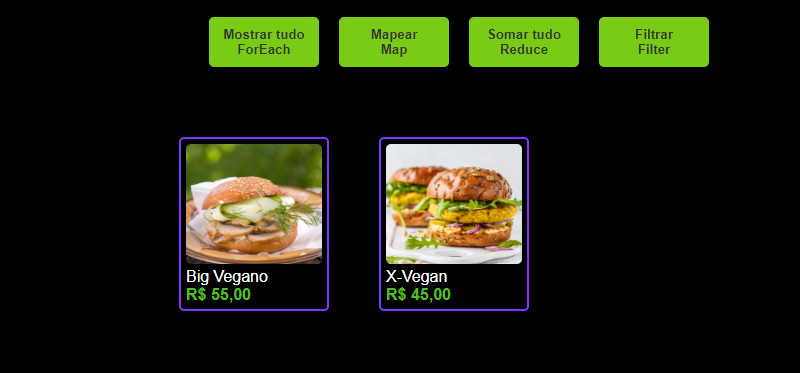 Mostrar tudo
ForEach
Mapear
Map
Somar tudo
Reduce
Filtrar
Filter
Big Vegano
R$ 55,00
X-Vegan
R$ 45,00